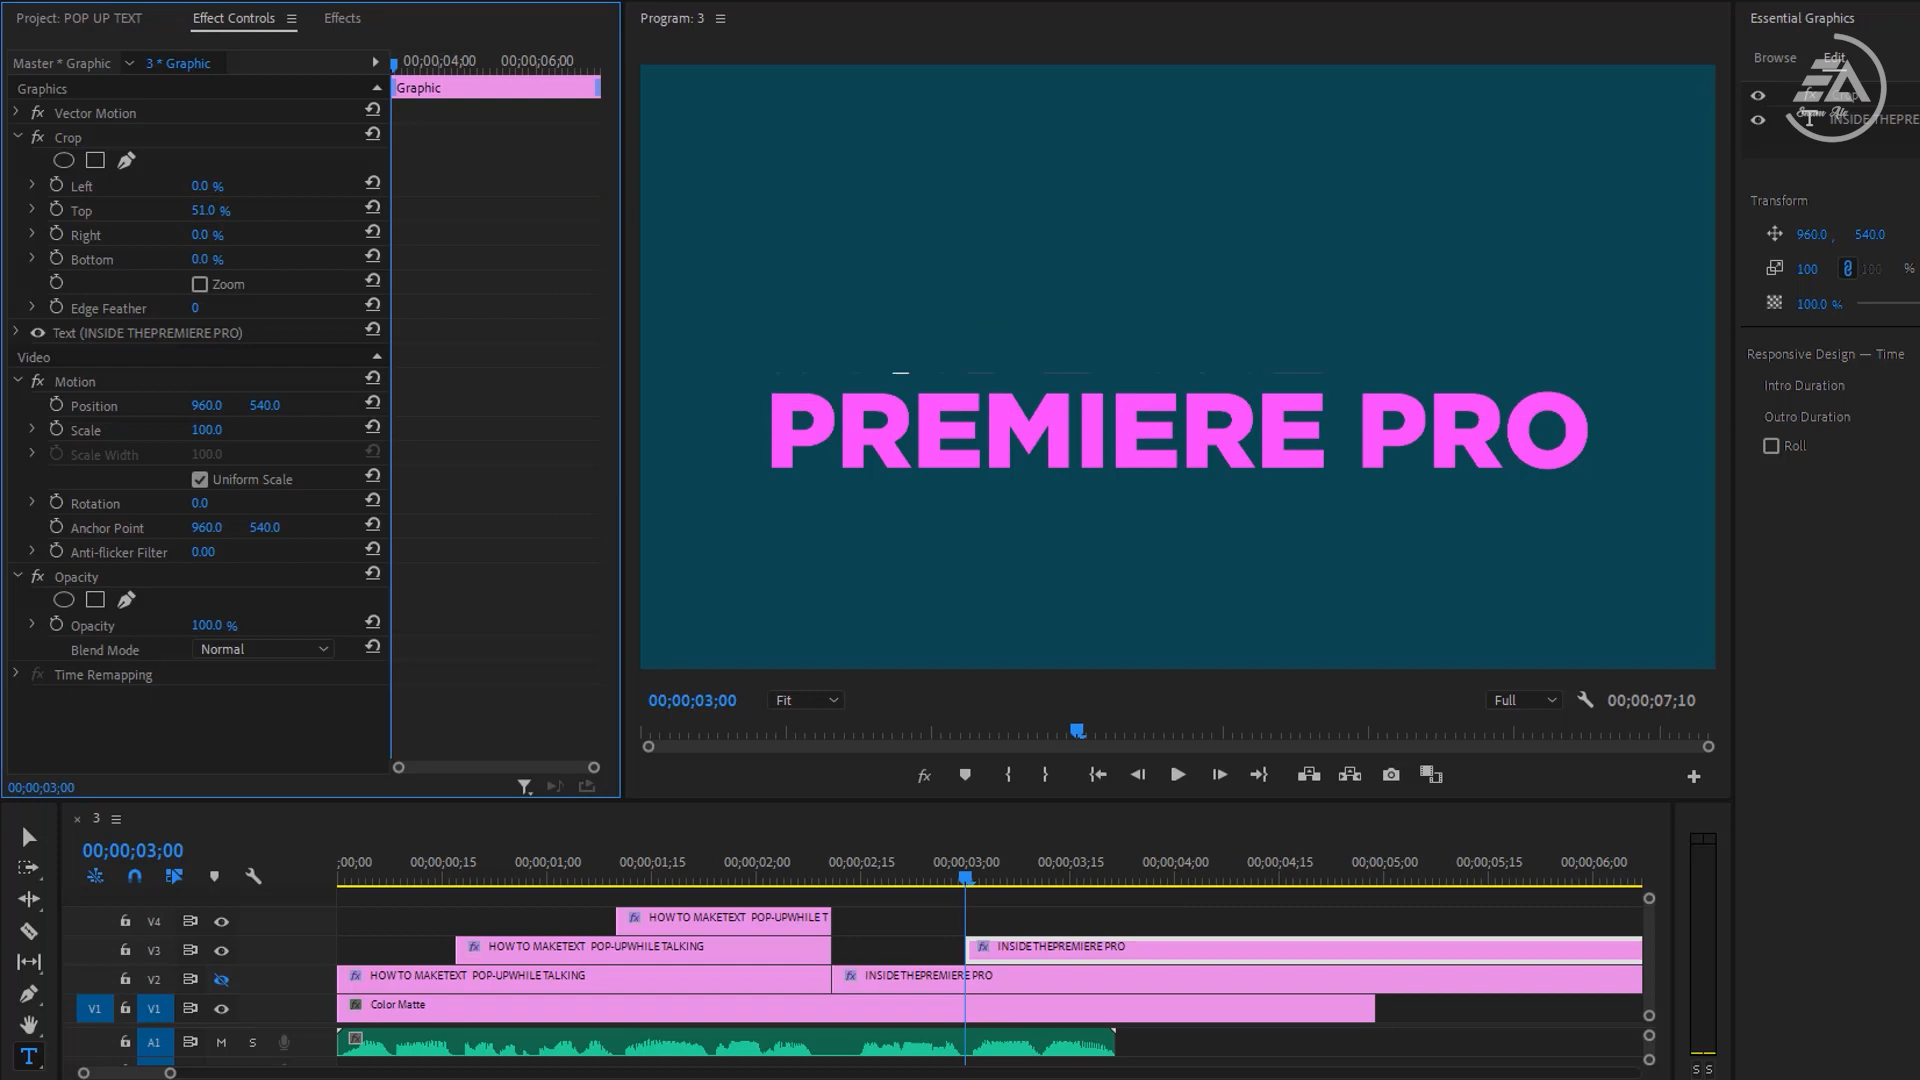 Project: POP UP TEXT
Effect Controls
Effects
Master * Graphic
3 * Graphic
00;00;04;00
00;00;06;00
Graphics
Graphic
Vector Motion
Crop
Left 0.0 %
Top 51.0 %
Right 0.0 %
Bottom 0.0 %
Zoom
Edge Feather 0
Text (INSIDE THEPREMIERE PRO)
Video
Motion
Position 960.0 540.0
Scale 100.0
Scale Width 100.0
Uniform Scale
Rotation 0.0
Anchor Point 960.0 540.0
Anti-flicker Filter 0.00
Opacity
Opacity 100.0 %
Blend Mode Normal
Time Remapping
00;00;03;00
Program: 3
PREMIERE PRO
00;00;03;00
Fit
Full
00;00;07;10
Essential Graphics
Browse
Edit
EA
INSIDE THEPRE
Transform
960.0 , 540.0
100 100 %
100.0 %
Responsive Design — Time
Intro Duration
Outro Duration
Roll
3
00;00;03;00
;00;00 00;00;00;15 00;00;01;00 00;00;01;15 00;00;02;00 00;00;02;15 00;00;03;00 00;00;03;15 00;00;04;00 00;00;04;15 00;00;05;00 00;00;05;15 00;00;06;00
V4 HOW TO MAKETEXT POP-UPWHILE T
V3 HOW TO MAKETEXT POP-UPWHILE TALKING INSIDE THEPREMIERE PRO
V2 HOW TO MAKETEXT POP-UPWHILE TALKING INSIDE THEPREMIERE PRO
V1 V1 Color Matte
A1 M S
S S